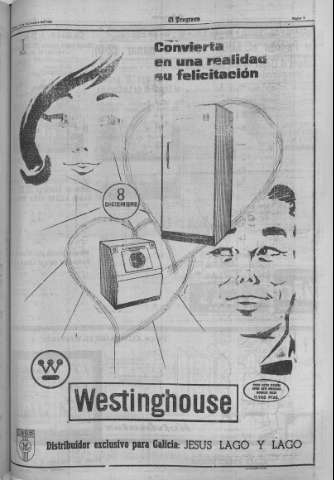 El Progreso
Convierta
en una realidad
su felicitación
8
DICIEMBRE
W
Westinghouse
Distribuidor exclusivo para Galicia: JESUS LAGO Y LAGO